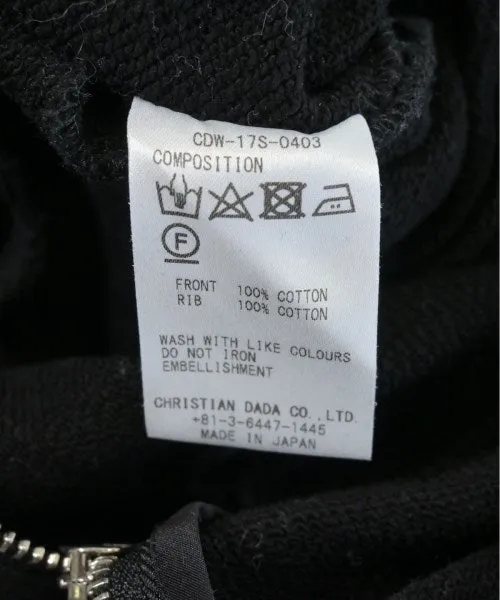 CDW-17S-0403
COMPOSITION
F
FRONT 100% COTTON
RIB 100% COTTON
WASH WITH LIKE COLOURS
DO NOT IRON
EMBELLISHMENT
CHRISTIAN DADA CO.,LTD.
+81-3-6447-1445
MADE IN JAPAN